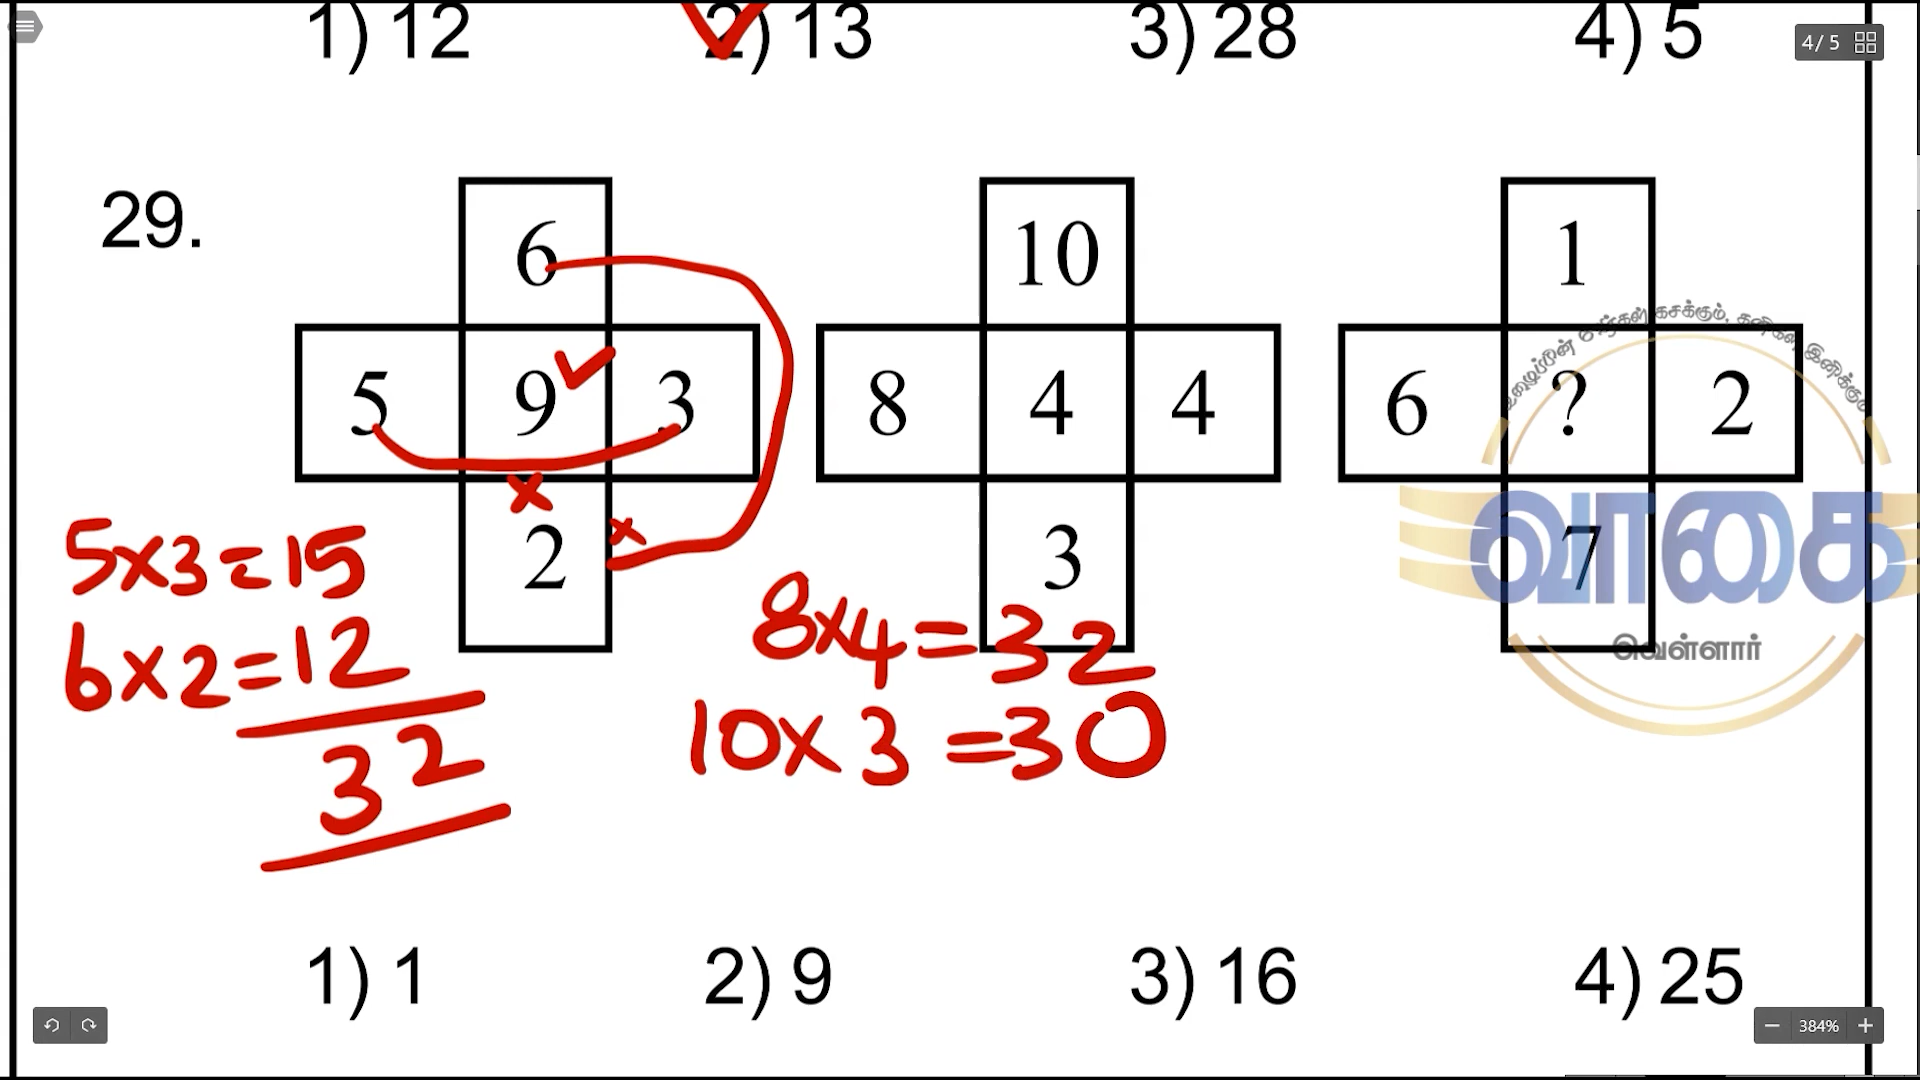 1) 12 2) 13 3) 28 4) 5
4/ 5
29.
6 10 1
5 9 3 8 4 4 6 ? 2
2 3 7
வாகை
வெள்ளார்
5x3=15
6x2=12
3²
8x4=32
10x3=30
1) 1 2) 9 3) 16 4) 25
384%